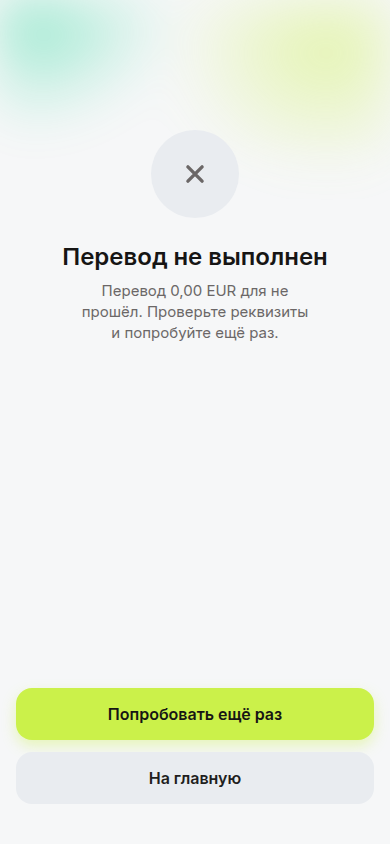 Перевод не выполнен
Перевод 0,00 EUR для не
прошёл. Проверьте реквизиты
и попробуйте ещё раз.
Попробовать ещё раз
На главную